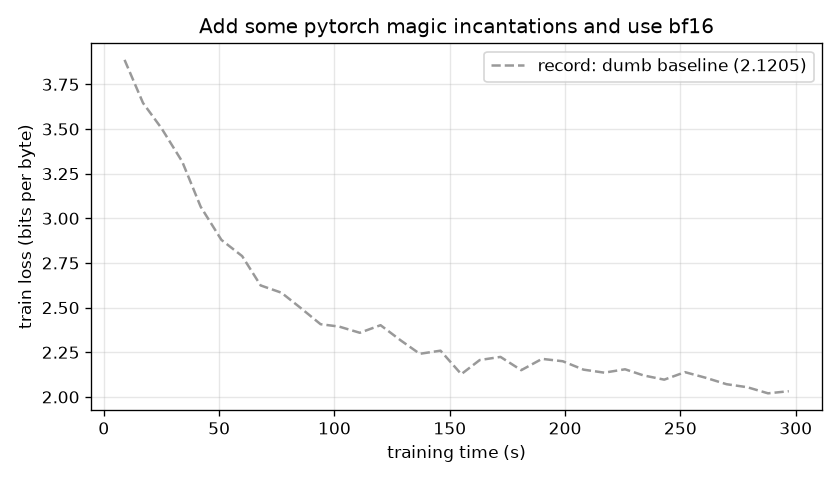 Add some pytorch magic incantations and use bf16
record: dumb baseline (2.1205)
train loss (bits per byte)
3.75
3.50
3.25
3.00
2.75
2.50
2.25
2.00
0 50 100 150 200 250 300
training time (s)